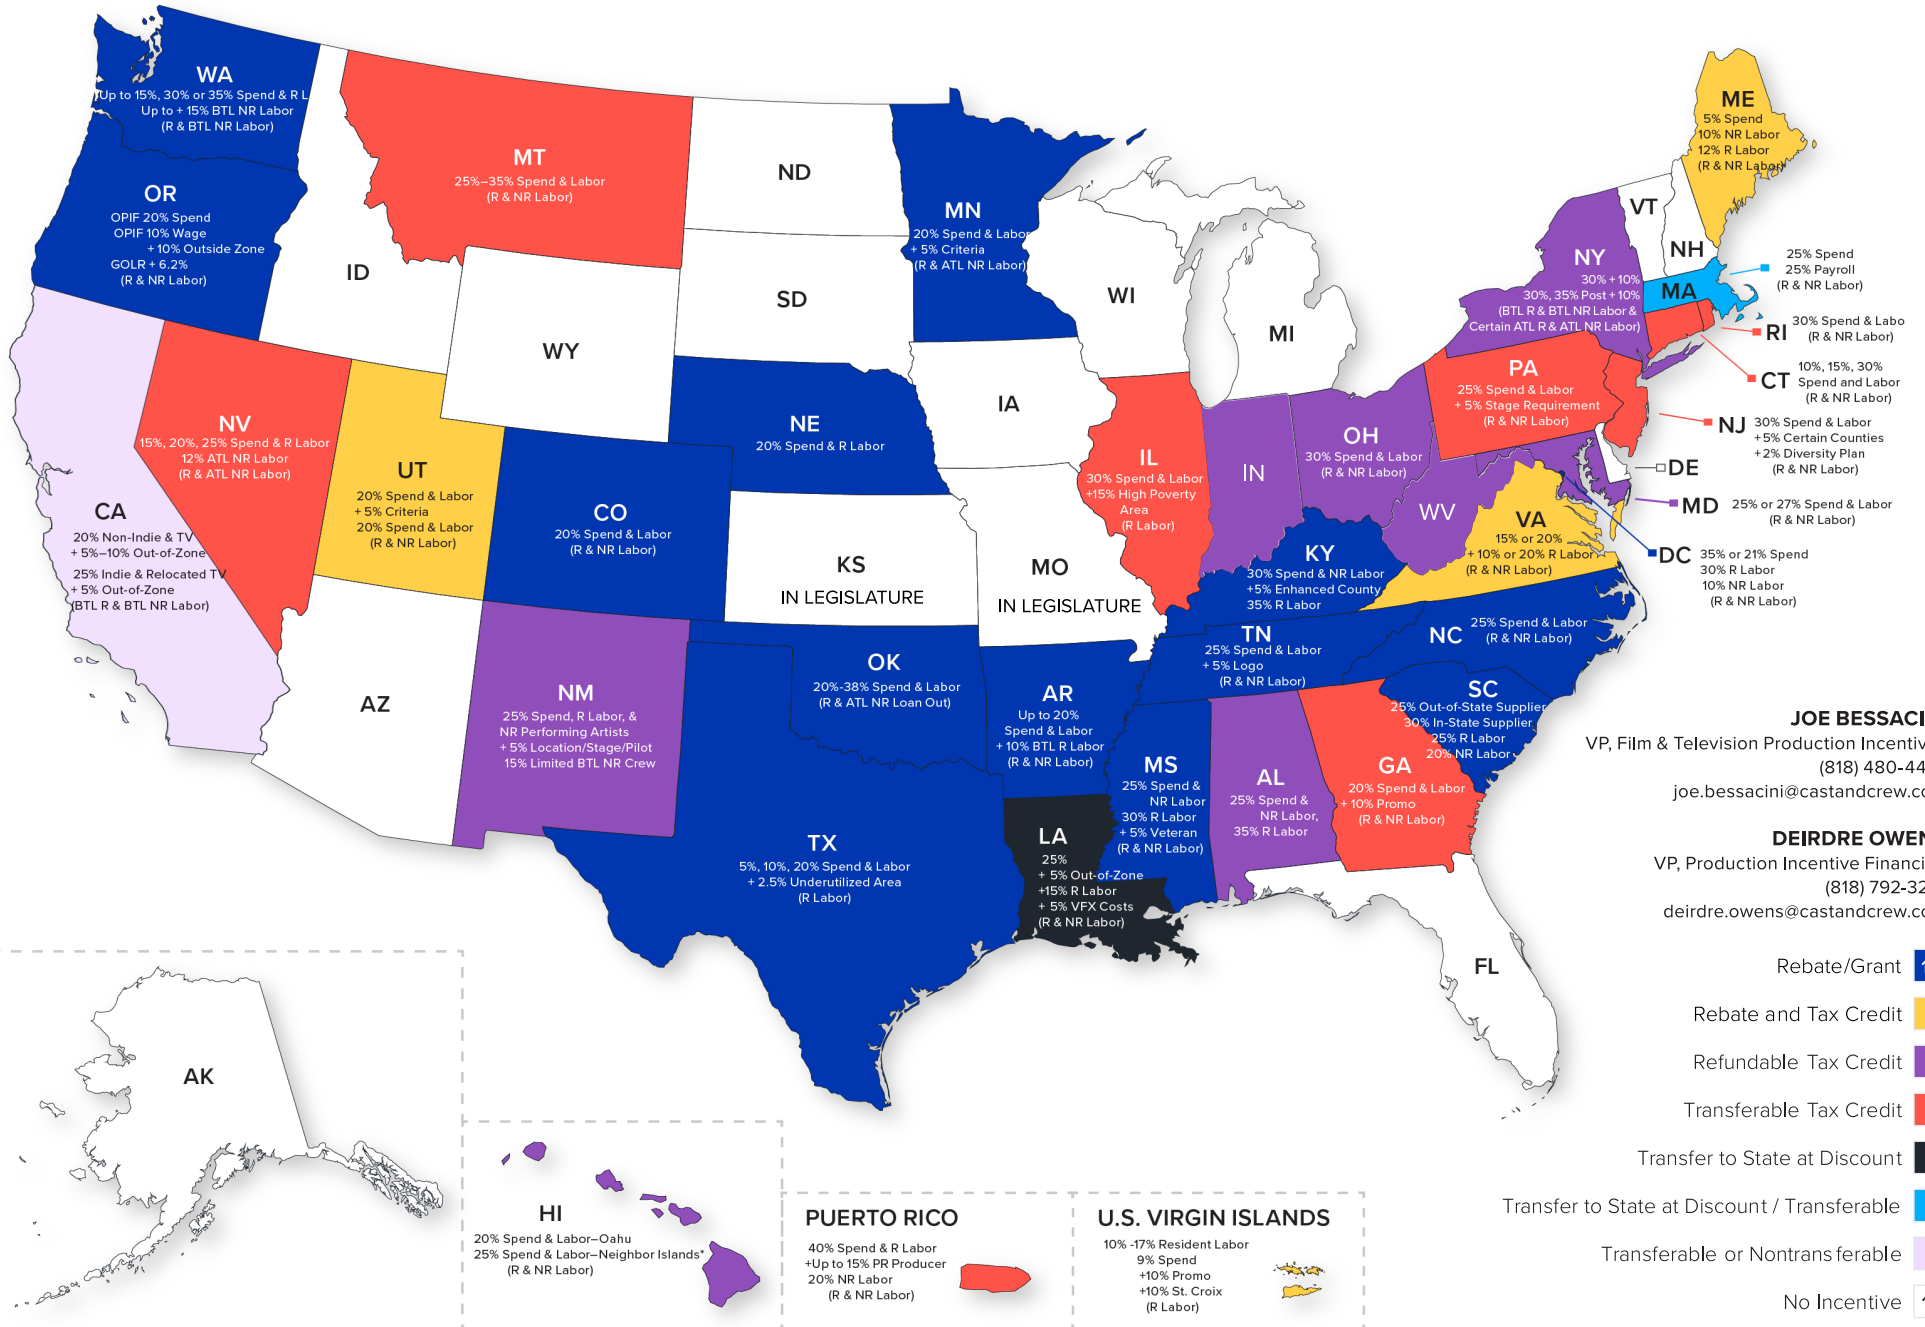 WA
Up to 15%, 30% or 35% Spend & R L
Up to + 15% BTL NR Labor
(R & BTL NR Labor)
OR
OPIF 20% Spend
OPIF 10% Wage
+ 10% Outside Zone
GOLR + 6.2%
(R & NR Labor)
CA
20% Non-Indie & TV
+ 5%–10% Out-of-Zone
25% Indie & Relocated TV
+ 5% Out-of-Zone
(BTL R & BTL NR Labor)
NV
15%, 20%, 25% Spend & R Labor
12% ATL NR Labor
(R & ATL NR Labor)
ID
MT
25%–35% Spend & Labor
(R & NR Labor)
WY
UT
20% Spend & Labor
+ 5% Criteria
20% Spend & Labor
(R & NR Labor)
CO
20% Spend & Labor
(R & NR Labor)
AZ
NM
25% Spend, R Labor, &
NR Performing Artists
+ 5% Location/Stage/Pilot
15% Limited BTL NR Crew
ND
SD
NE
20% Spend & R Labor
KS
IN LEGISLATURE
OK
20%-38% Spend & Labor
(R & ATL NR Loan Out)
TX
5%, 10%, 20% Spend & Labor
+ 2.5% Underutilized Area
(R Labor)
MN
20% Spend & Labor
+ 5% Criteria
(R & ATL NR Labor)
IA
MO
IN LEGISLATURE
AR
Up to 20%
Spend & Labor
+ 10% BTL R Labor
(R & NR Labor)
LA
25%
+ 5% Out-of-Zone
+15% R Labor
+ 5% VFX Costs
(R & NR Labor)
WI
IL
30% Spend & Labor
+15% High Poverty
Area
(R Labor)
MI
IN
OH
30% Spend & Labor
(R & NR Labor)
KY
30% Spend & NR Labor
+5% Enhanced County
35% R Labor
TN
25% Spend & Labor
+ 5% Logo
(R & NR Labor)
MS
25% Spend &
NR Labor
30% R Labor
+ 5% Veteran
(R & NR Labor)
AL
25% Spend &
NR Labor,
35% R Labor
GA
20% Spend & Labor
+ 10% Promo
(R & NR Labor)
FL
SC
25% Out-of-State Supplier
30% In-State Supplier
25% R Labor
20% NR Labor
NC
25% Spend & Labor
(R & NR Labor)
VA
15% or 20%
+ 10% or 20% R Labor
(R & NR Labor)
WV
PA
25% Spend & Labor
+ 5% Stage Requirement
(R & NR Labor)
NY
30% + 10%
30%, 35% Post + 10%
(BTL R & BTL NR Labor &
Certain ATL R & ATL NR Labor)
VT
NH
ME
5% Spend
10% NR Labor
12% R Labor
(R & NR Labor)
MA
25% Spend
25% Payroll
(R & NR Labor)
RI
30% Spend & Labo
(R & NR Labor)
CT
10%, 15%, 30%
Spend and Labor
(R & NR Labor)
NJ
30% Spend & Labor
+5% Certain Counties
+2% Diversity Plan
(R & NR Labor)
DE
MD
25% or 27% Spend & Labor
(R & NR Labor)
DC
35% or 21% Spend
30% R Labor
10% NR Labor
(R & NR Labor)
JOE BESSACI
VP, Film & Television Production Incentiv
(818) 480-44
joe.bessacini@castandcrew.co
DEIRDRE OWEN
VP, Production Incentive Financi
(818) 792-32
deirdre.owens@castandcrew.co
Rebate/Grant
Rebate and Tax Credit
Refundable Tax Credit
Transferable Tax Credit
Transfer to State at Discount
Transfer to State at Discount / Transferable
Transferable or Nontransferable
No Incentive
AK
HI
20% Spend & Labor–Oahu
25% Spend & Labor–Neighbor Islands*
(R & NR Labor)
PUERTO RICO
40% Spend & R Labor
+Up to 15% PR Producer
20% NR Labor
(R & NR Labor)
U.S. VIRGIN ISLANDS
10% -17% Resident Labor
9% Spend
+10% Promo
+10% St. Croix
(R Labor)